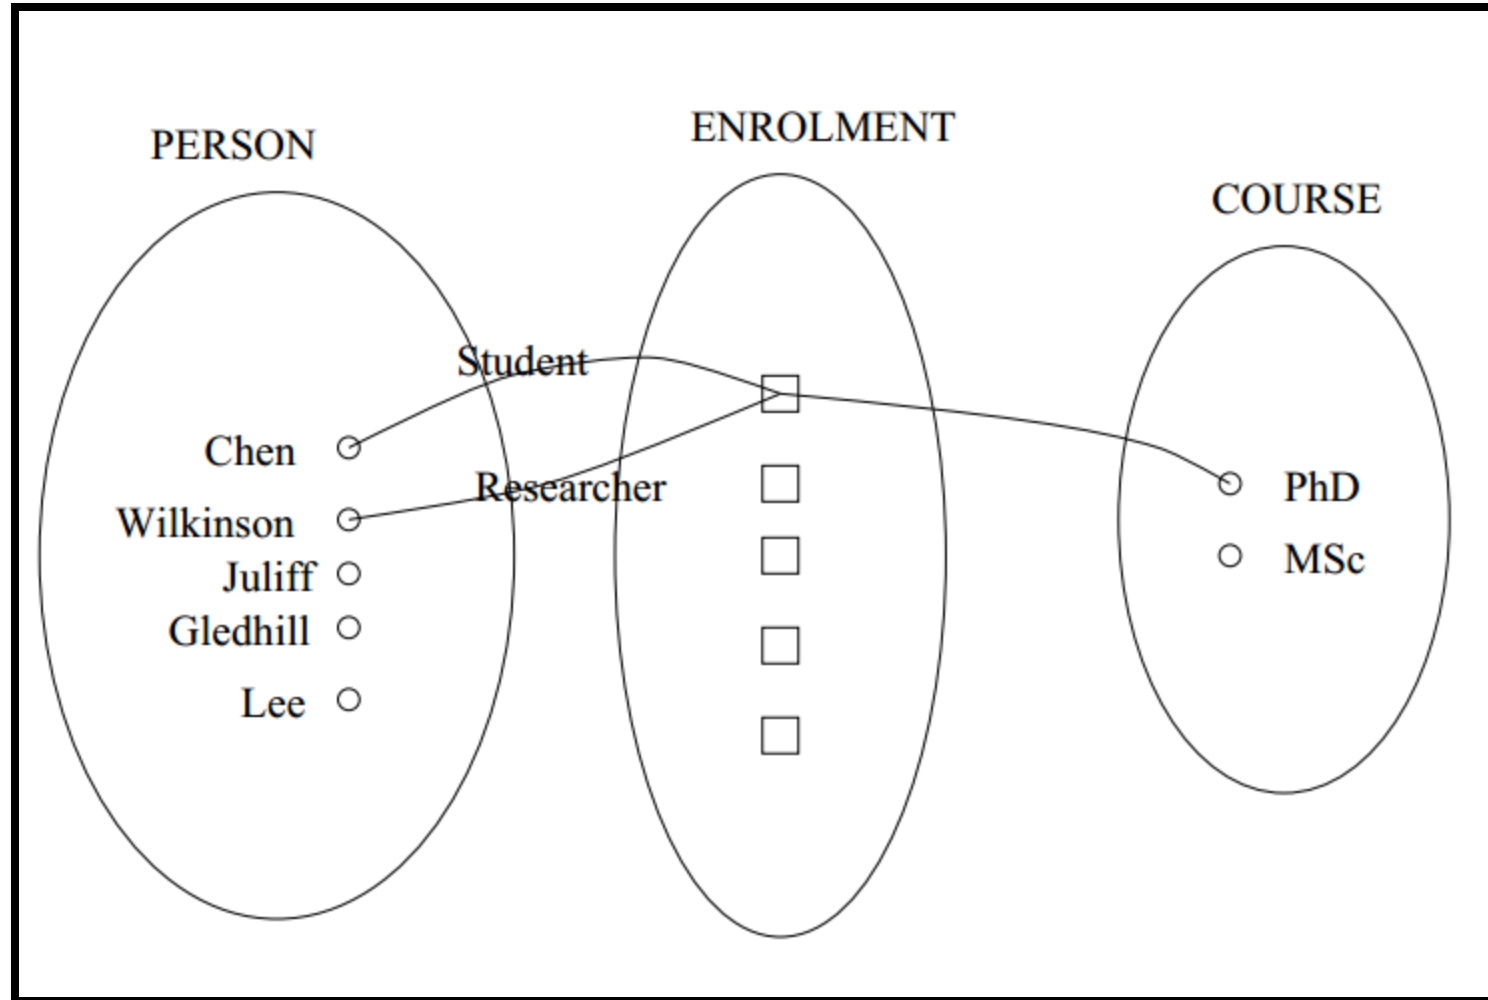 PERSON
ENROLMENT
COURSE
Student
Chen
Researcher
PhD
Wilkinson
MSc
Juliff
Gledhill
Lee